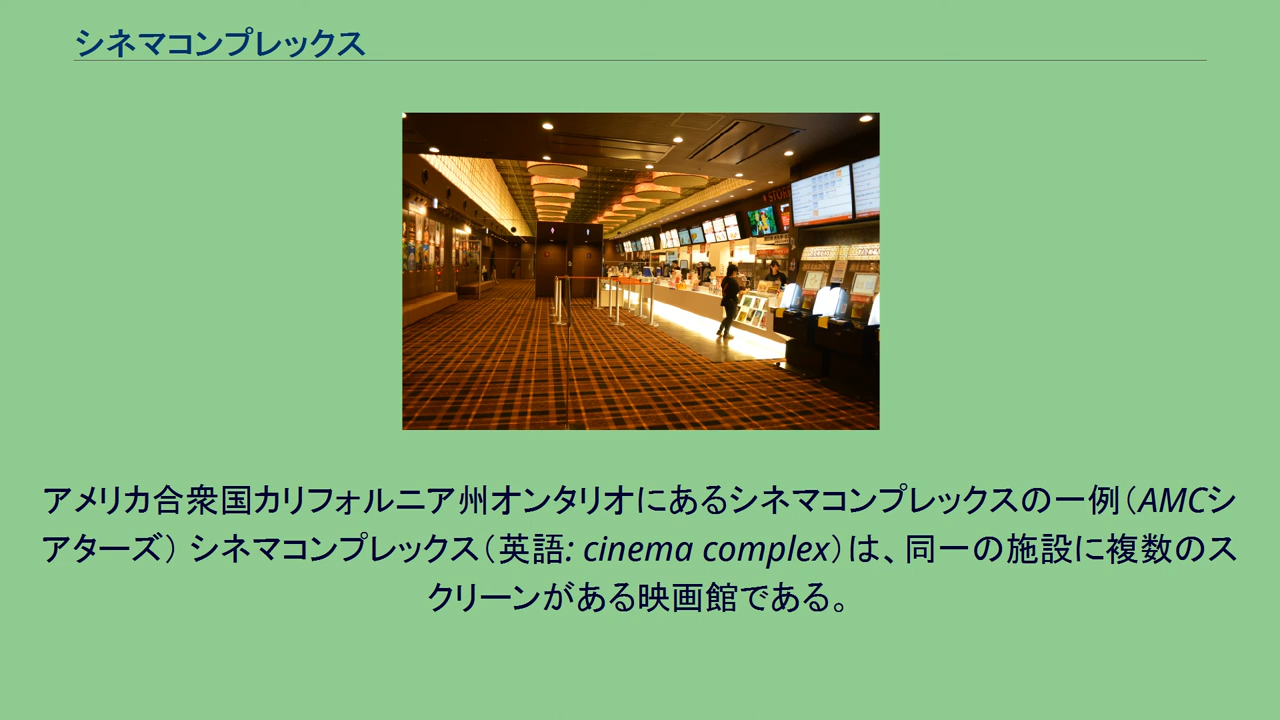 シネマコンプレックス
アメリカ合衆国カリフォルニア州オンタリオにあるシネマコンプレックスの一例（AMCシ
アターズ） シネマコンプレックス（英語: cinema complex）は、同一の施設に複数のス
クリーンがある映画館である。